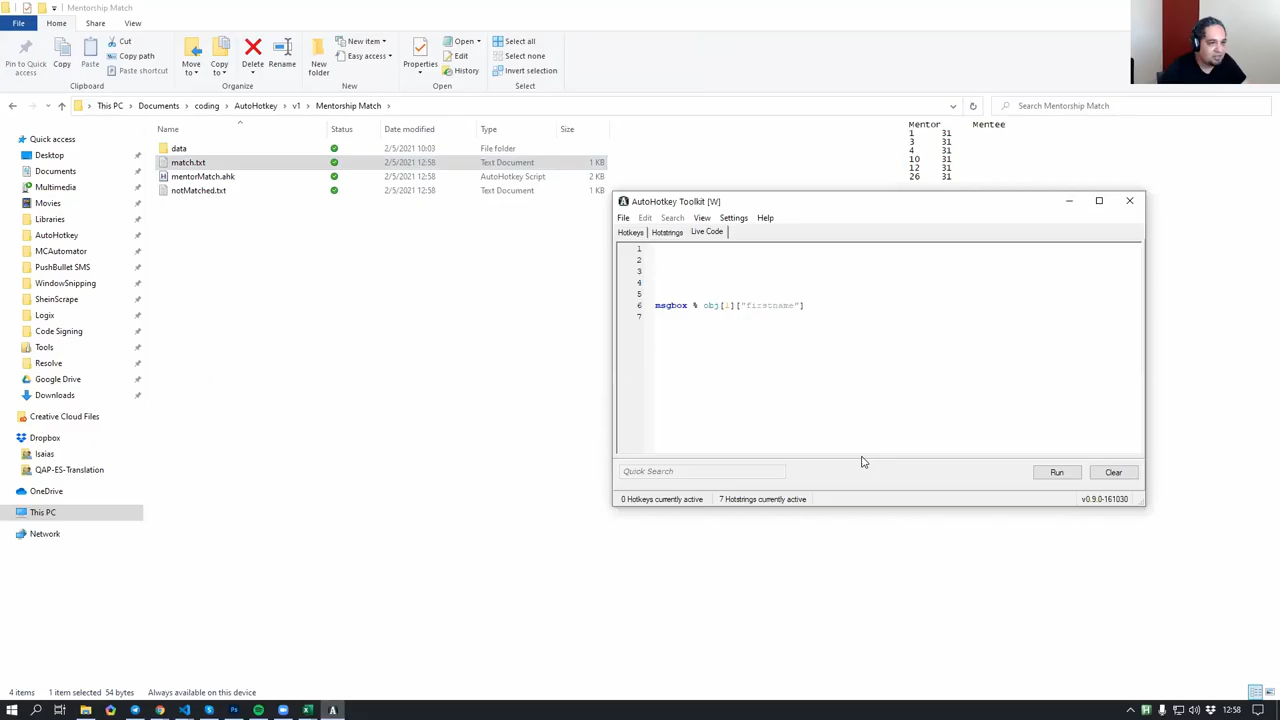 Mentorship Match
File
Home
Share
View
Pin to Quick
access
Copy
Paste
Cut
Copy path
Paste shortcut
Clipboard
Move
to
Copy
to
Delete
Rename
Organize
New
folder
New item
Easy access
New
Properties
Open
Edit
History
Open
Select all
Select none
Invert selection
Select
This PC > Documents > coding > AutoHotkey > v1 > Mentorship Match >
Search Mentorship Match
Quick access
Desktop
Documents
Multimedia
Movies
Libraries
AutoHotkey
MCAutomator
PushBullet SMS
WindowSnipping
SheinScrape
Logix
Code Signing
Tools
Resolve
Google Drive
Downloads
Creative Cloud Files
Dropbox
Isaias
QAP-ES-Translation
OneDrive
This PC
Network
Name Status Date modified Type Size
data 2/5/2021 10:03 File folder
match.txt 2/5/2021 12:58 Text Document 1 KB
mentorMatch.ahk 2/5/2021 12:58 AutoHotkey Script 2 KB
notMatched.txt 2/5/2021 12:58 Text Document 1 KB
Mentor Mentee
1 31
3 31
4 31
10 31
12 31
26 31
AutoHotkey Toolkit [W]
File Edit Search View Settings Help
Hotkeys Hotstrings Live Code
1
2
3
4
5
6 msgbox % obj[1]["firstname"]
7
Quick Search
Run
Clear
0 Hotkeys currently active 7 Hotstrings currently active v0.9.0-161030
4 items 1 item selected 54 bytes Always available on this device
12:58